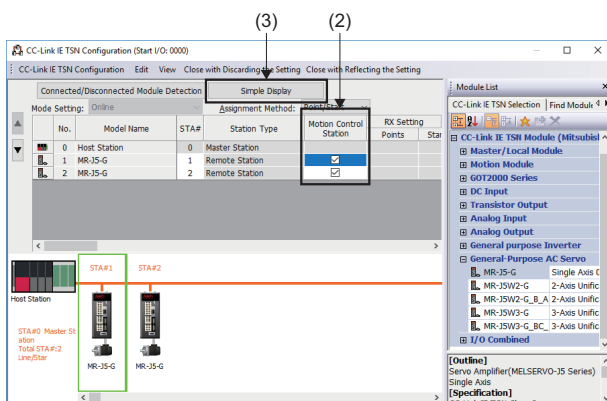 (3) (2)
CC-Link IE TSN Configuration (Start I/O: 0000)
CC-Link IE TSN Configuration Edit View Close with Discarding the Setting Close with Reflecting the Setting
Connected/Disconnected Module Detection Simple Display
Mode Setting: Online Assignment Method: Point/Start
No. Model Name STA# Station Type Motion Control Station RX Setting
Points Star
0 Host Station 0 Master Station
1 MR-J5-G 1 Remote Station
2 MR-J5-G 2 Remote Station
STA#1 STA#2
Host Station
STA#0 Master St
ation
Total STA#:2
Line/Star
MR-J5-G MR-J5-G
Module List
CC-Link IE TSN Selection Find Module
CC-Link IE TSN Module (Mitsubisl
Master/Local Module
Motion Module
GOT2000 Series
DC Input
Transistor Output
Analog Input
Analog Output
General purpose Inverter
General-Purpose AC Servo
MR-J5-G Single Axis
MR-J5W2-G 2-Axis Unific
MR-J5W2-G_B_A 2-Axis Unific
MR-J5W3-G 3-Axis Unific
MR-J5W3-G_BC_ 3-Axis Unific
I/O Combined
[Outline]
Servo Amplifier(MELSERVO-J5 Series)
Single Axis
[Specification]